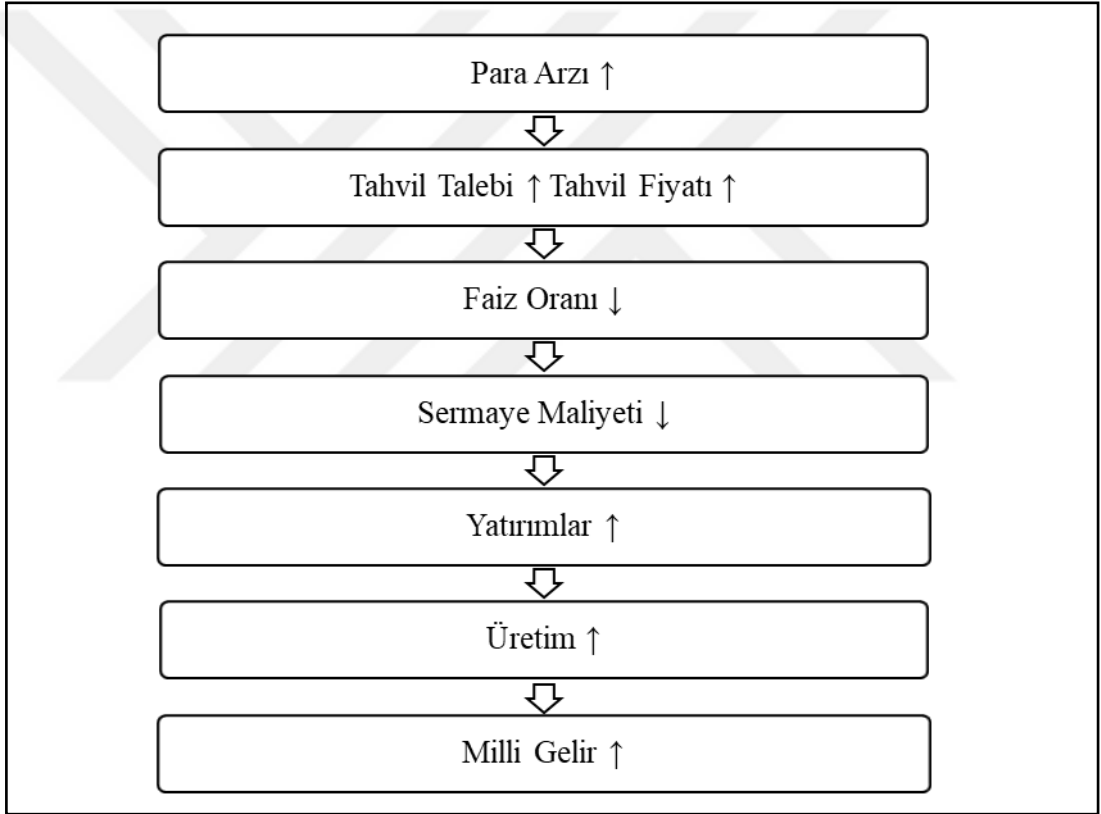 Para Arzı ↑
Tahvil Talebi ↑ Tahvil Fiyatı ↑
Faiz Oranı ↓
Sermaye Maliyeti ↓
Yatırımlar ↑
Üretim ↑
Milli Gelir ↑